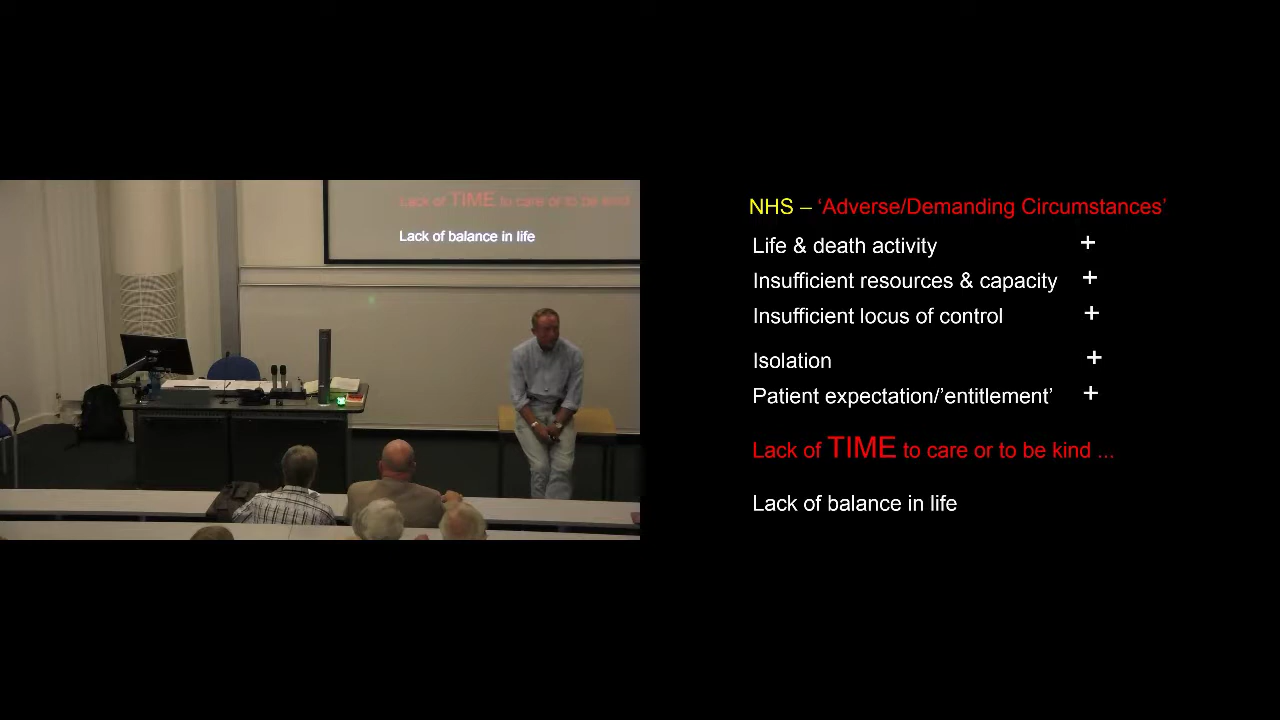 Lack of TIME to care or to be kind
Lack of balance in life
NHS – ‘Adverse/Demanding Circumstances’
Life & death activity +
Insufficient resources & capacity +
Insufficient locus of control +
Isolation +
Patient expectation/’entitlement’ +
Lack of TIME to care or to be kind ...
Lack of balance in life